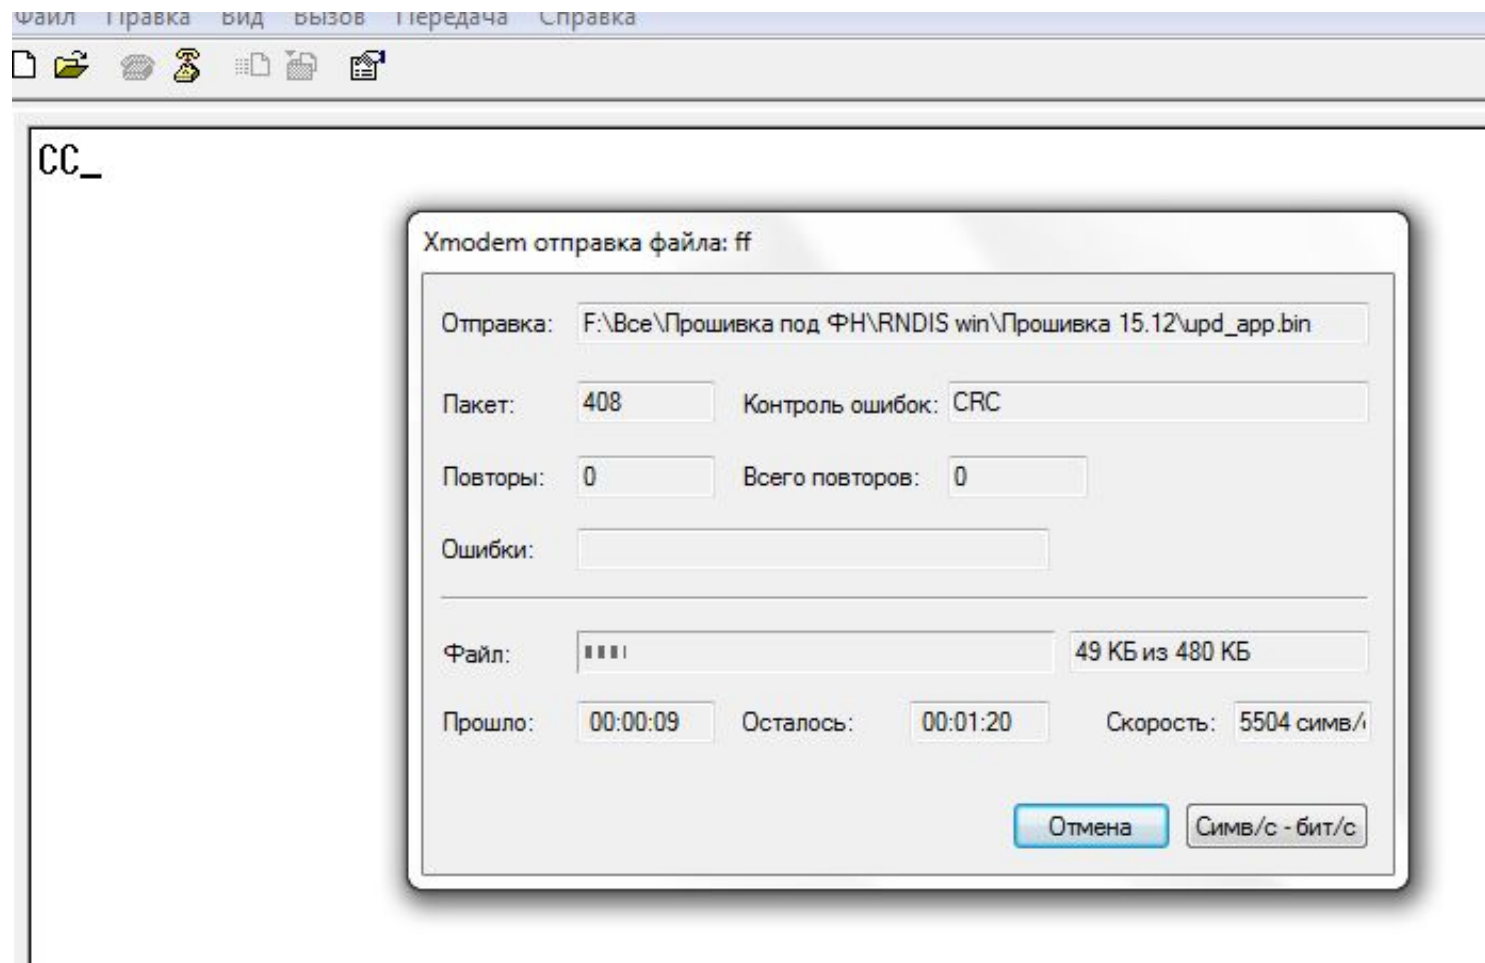 Файл Правка Вид Вызов Передача Справка
CC_
Xmodem отправка файла: ff
Отправка: F:\Все\Прошивка под ФН\RNDIS win\Прошивка 15.12\upd_app.bin
Пакет: 408 Контроль ошибок: CRC
Повторы: 0 Всего повторов: 0
Ошибки:
Файл: 49 КБ из 480 КБ
Прошло: 00:00:09 Осталось: 00:01:20 Скорость: 5504 симв/
Отмена Симв/с - бит/с